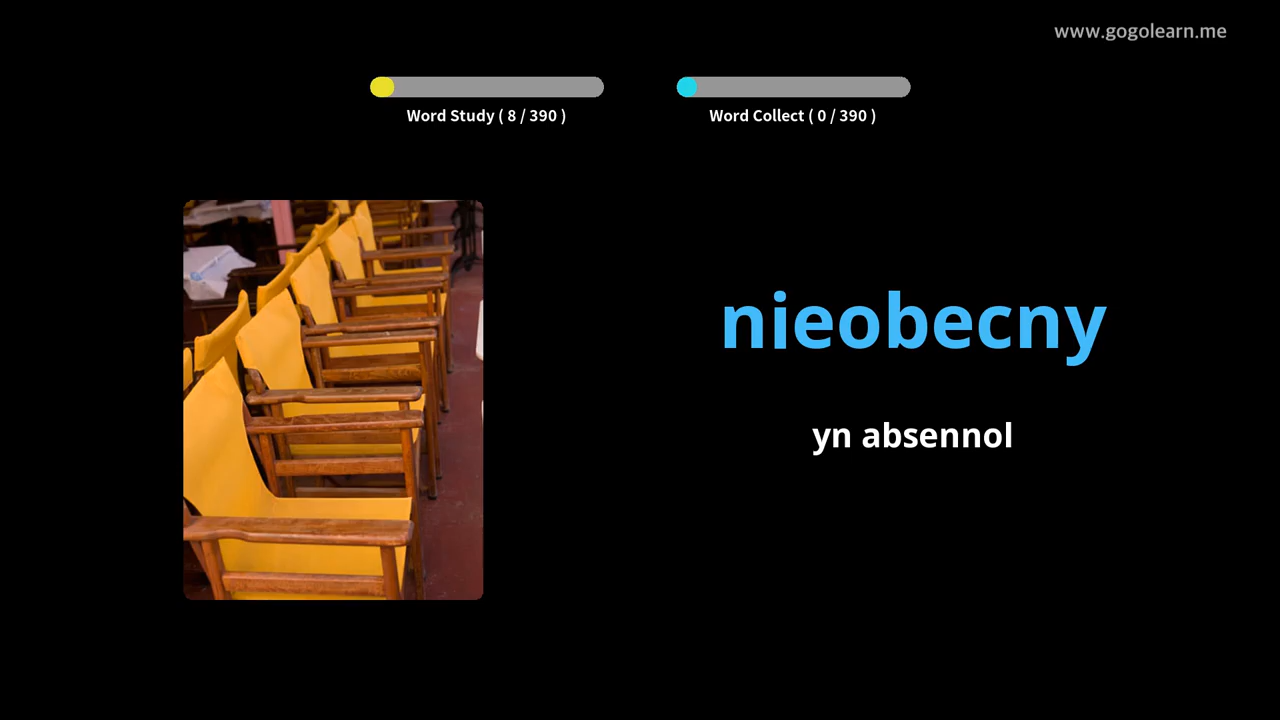 www.gogolearn.me
Word Study ( 8 / 390 )
Word Collect ( 0 / 390 )
nieobecny
yn absennol